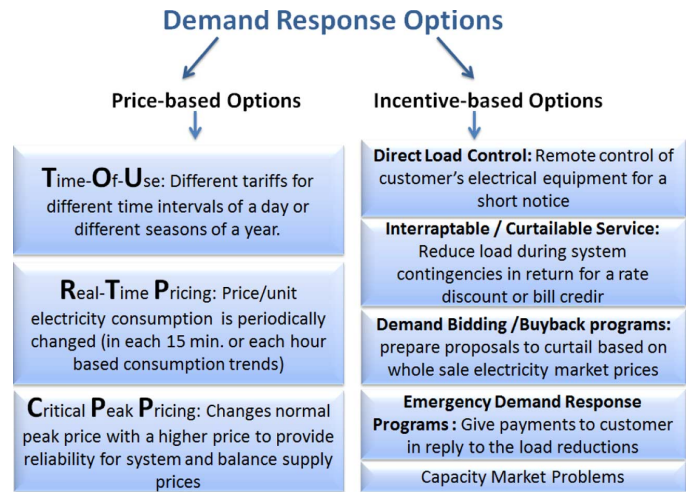 Demand Response Options
Price-based Options
Time-Of-Use: Different tariffs for
different time intervals of a day or
different seasons of a year.
Real-Time Pricing: Price/unit
electricity consumption is periodically
changed (in each 15 min. or each hour
based consumption trends)
Critical Peak Pricing: Changes normal
peak price with a higher price to provide
reliability for system and balance supply
prices
Incentive-based Options
Direct Load Control: Remote control of
customer's electrical equipment for a
short notice
Interraptable / Curtailable Service:
Reduce load during system
contingencies in return for a rate
discount or bill credir
Demand Bidding /Buyback programs:
prepare proposals to curtail based on
whole sale electricity market prices
Emergency Demand Response
Programs : Give payments to customer
in reply to the load reductions
Capacity Market Problems